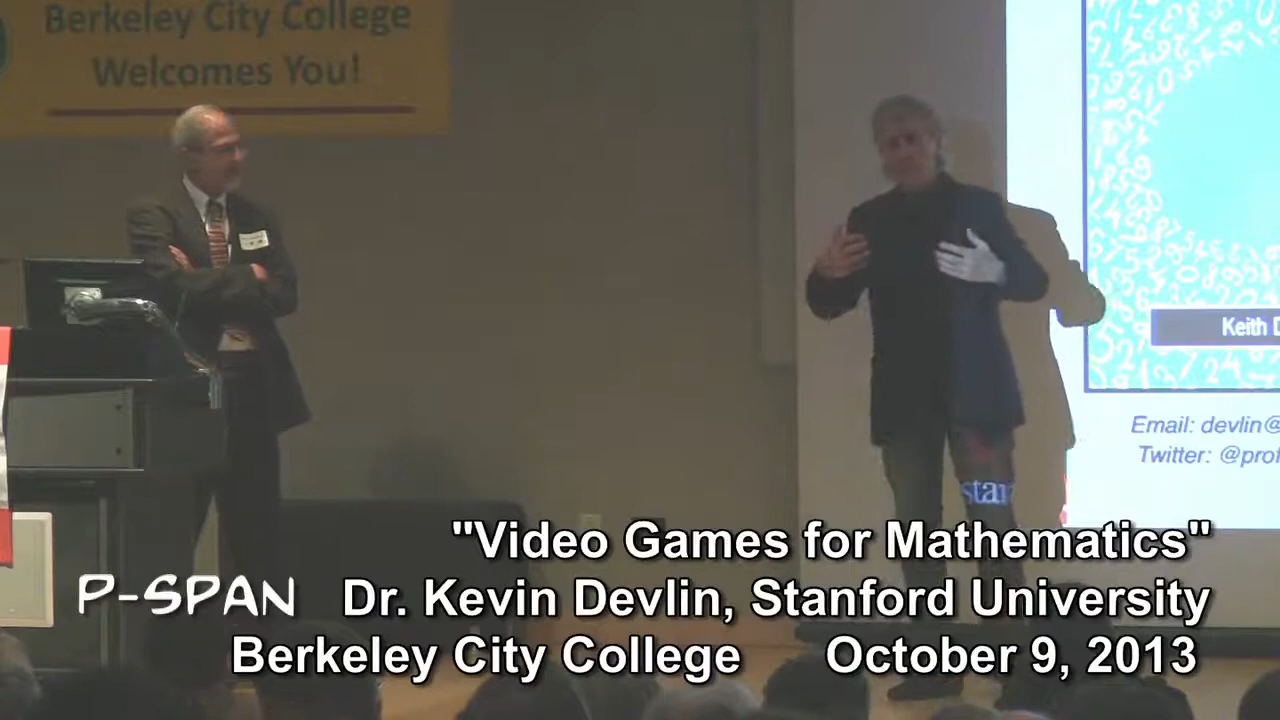 Berkeley City College
Welcomes You!
Keith D
Email: devlin@
Twitter: @prof
star
"Video Games for Mathematics"
P-SPAN Dr. Kevin Devlin, Stanford University
Berkeley City College October 9, 2013